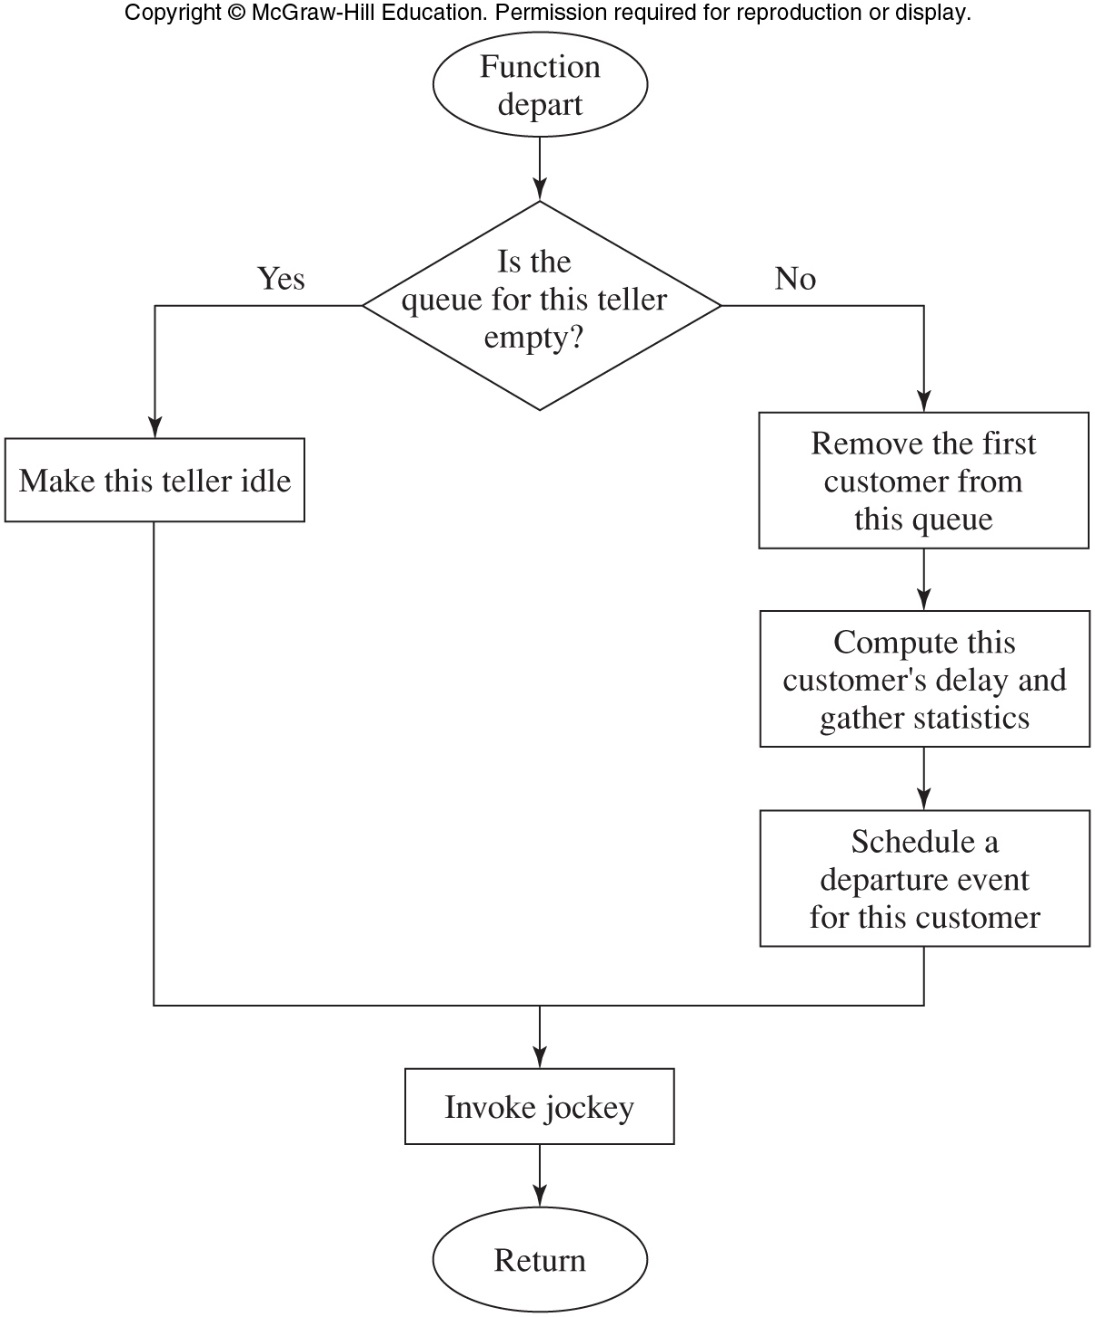 Copyright © McGraw-Hill Education. Permission required for reproduction or display.
Function
depart
Is the
queue for this teller
empty?
Yes
No
Make this teller idle
Remove the first
customer from
this queue
Compute this
customer's delay and
gather statistics
Schedule a
departure event
for this customer
Invoke jockey
Return